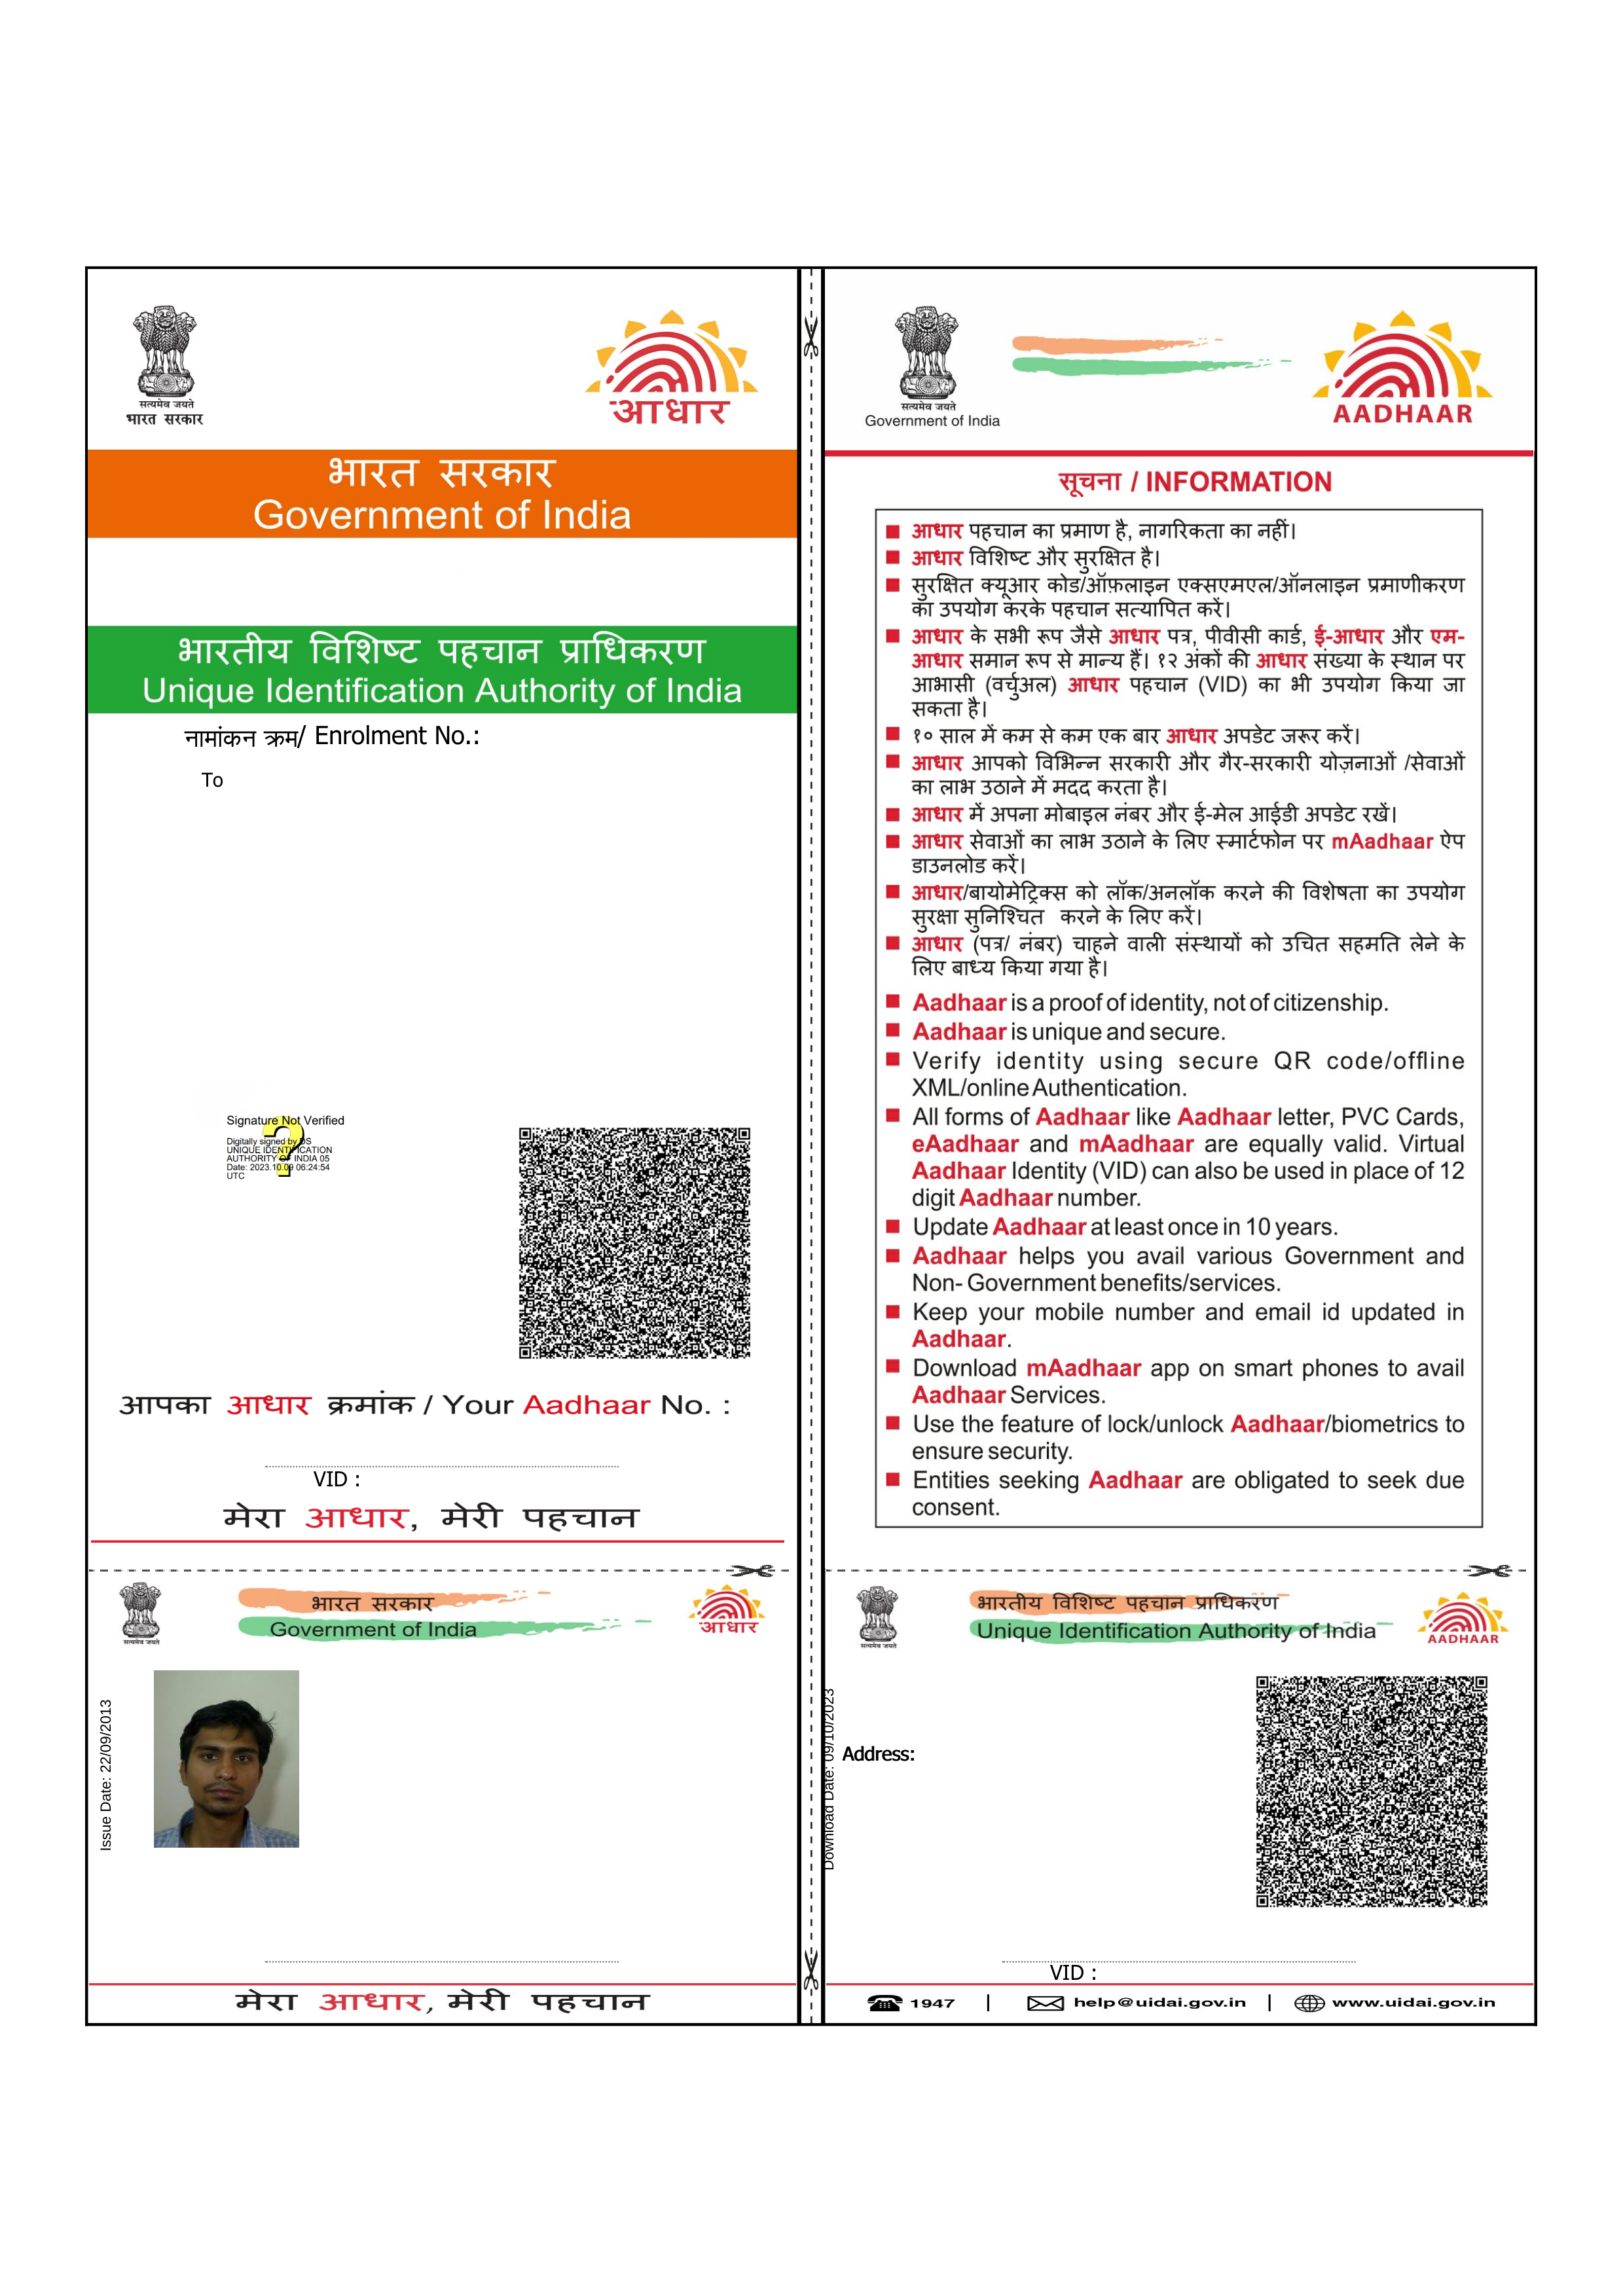 सत्यमेव जयते
भारत सरकार
आधार
भारत सरकार
Government of India
भारतीय विशिष्ट पहचान प्राधिकरण
Unique Identification Authority of India
नामांकन क्रम/ Enrolment No.:
To
Signature Not Verified
Digitally signed by DS
UNIQUE IDENTIFICATION
AUTHORITY OF INDIA 05
Date: 2023.10.09 06:24:54
UTC
आपका आधार क्रमांक / Your Aadhaar No. :
VID :
मेरा आधार, मेरी पहचान
सत्यमेव जयते
Government of India
AADHAAR
सूचना / INFORMATION
आधार पहचान का प्रमाण है, नागरिकता का नहीं।
आधार विशिष्ट और सुरक्षित है।
सुरक्षित क्यूआर कोड/ऑफ़लाइन एक्सएमएल/ऑनलाइन प्रमाणीकरण
का उपयोग करके पहचान सत्यापित करें।
आधार के सभी रूप जैसे आधार पत्र, पीवीसी कार्ड, ई-आधार और एम-
आधार समान रूप से मान्य हैं। १२ अंकों की आधार संख्या के स्थान पर
आभासी (वर्चुअल) आधार पहचान (VID) का भी उपयोग किया जा
सकता है।
१० साल में कम से कम एक बार आधार अपडेट जरूर करें।
आधार आपको विभिन्न सरकारी और गैर-सरकारी योज़नाओं /सेवाओं
का लाभ उठाने में मदद करता है।
आधार में अपना मोबाइल नंबर और ई-मेल आईडी अपडेट रखें।
आधार सेवाओं का लाभ उठाने के लिए स्मार्टफोन पर mAadhaar ऐप
डाउनलोड करें।
आधार/बायोमेट्रिक्स को लॉक/अनलॉक करने की विशेषता का उपयोग
सुरक्षा सुनिश्चित करने के लिए करें।
आधार (पत्र/ नंबर) चाहने वाली संस्थायों को उचित सहमति लेने के
लिए बाध्य किया गया है।
Aadhaar is a proof of identity, not of citizenship.
Aadhaar is unique and secure.
Verify identity using secure QR code/offline
XML/online Authentication.
All forms of Aadhaar like Aadhaar letter, PVC Cards,
eAadhaar and mAadhaar are equally valid. Virtual
Aadhaar Identity (VID) can also be used in place of 12
digit Aadhaar number.
Update Aadhaar at least once in 10 years.
Aadhaar helps you avail various Government and
Non- Government benefits/services.
Keep your mobile number and email id updated in
Aadhaar.
Download mAadhaar app on smart phones to avail
Aadhaar Services.
Use the feature of lock/unlock Aadhaar/biometrics to
ensure security.
Entities seeking Aadhaar are obligated to seek due
consent.
सत्यमेव जयते
भारत सरकार
Government of India
आधार
Issue Date: 22/09/2013
मेरा आधार, मेरी पहचान
सत्यमेव जयते
भारतीय विशिष्ट पहचान प्राधिकरण
Unique Identification Authority of India
AADHAAR
Download Date: 09/10/2023
Address:
VID :
1947 | help@uidai.gov.in | www.uidai.gov.in